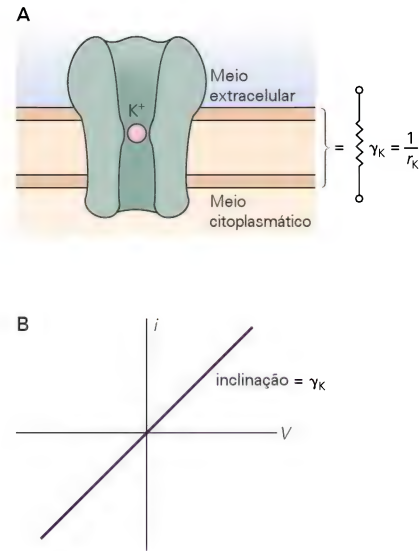 A
K⁺
Meio
extracelular
= γK = 1/rK
Meio
citoplasmático
B
i
inclinação = γK
V